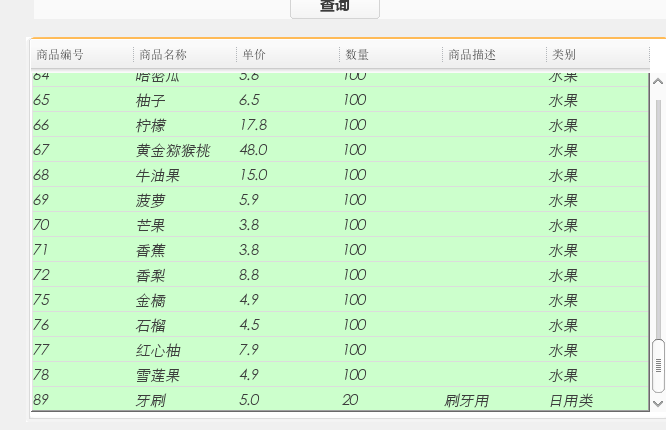 查询
商品编号 商品名称 单价 数量 商品描述 类别
64 哈密瓜 5.6 100 水果
65 柚子 6.5 100 水果
66 柠檬 17.8 100 水果
67 黄金猕猴桃 48.0 100 水果
68 牛油果 15.0 100 水果
69 菠萝 5.9 100 水果
70 芒果 3.8 100 水果
71 香蕉 3.8 100 水果
72 香梨 8.8 100 水果
75 金橘 4.9 100 水果
76 石榴 4.5 100 水果
77 红心柚 7.9 100 水果
78 雪莲果 4.9 100 水果
89 牙刷 5.0 20 刷牙用 日用类